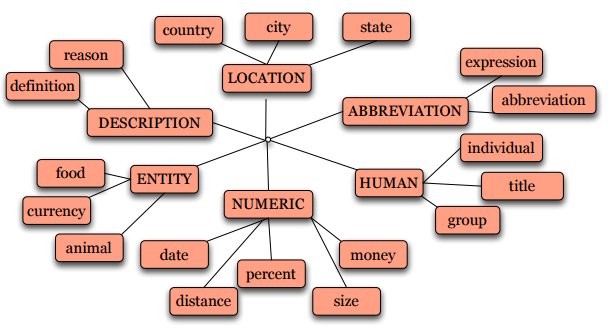 country
city
state
LOCATION
reason
definition
DESCRIPTION
expression
abbreviation
ABBREVIATION
individual
title
group
HUMAN
food
currency
animal
ENTITY
NUMERIC
date
distance
percent
size
money